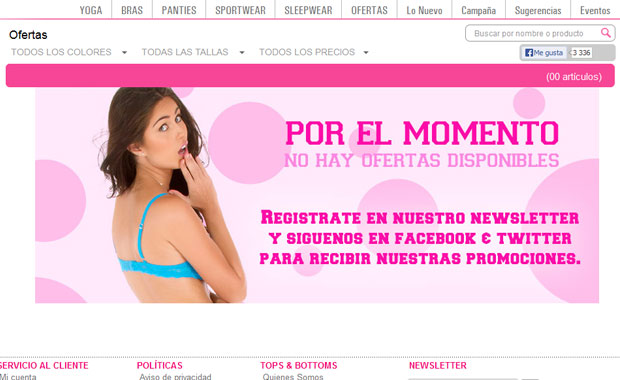 YOGA BRAS PANTIES SPORTWEAR SLEEPWEAR OFERTAS Lo Nuevo Campaña Sugerencias Eventos
Ofertas
Buscar por nombre o producto
TODOS LOS COLORES TODAS LAS TALLAS TODOS LOS PRECIOS
Me gusta 3 336
(00 artículos)
POR EL MOMENTO
NO HAY OFERTAS DISPONIBLES
REGISTRATE EN NUESTRO NEWSLETTER
Y SIGUENOS EN FACEBOOK & TWITTER
PARA RECIBIR NUESTRAS PROMOCIONES.
SERVICIO AL CLIENTE POLÍTICAS TOPS & BOTTOMS NEWSLETTER
Mi cuenta Aviso de privacidad Quienes Somos